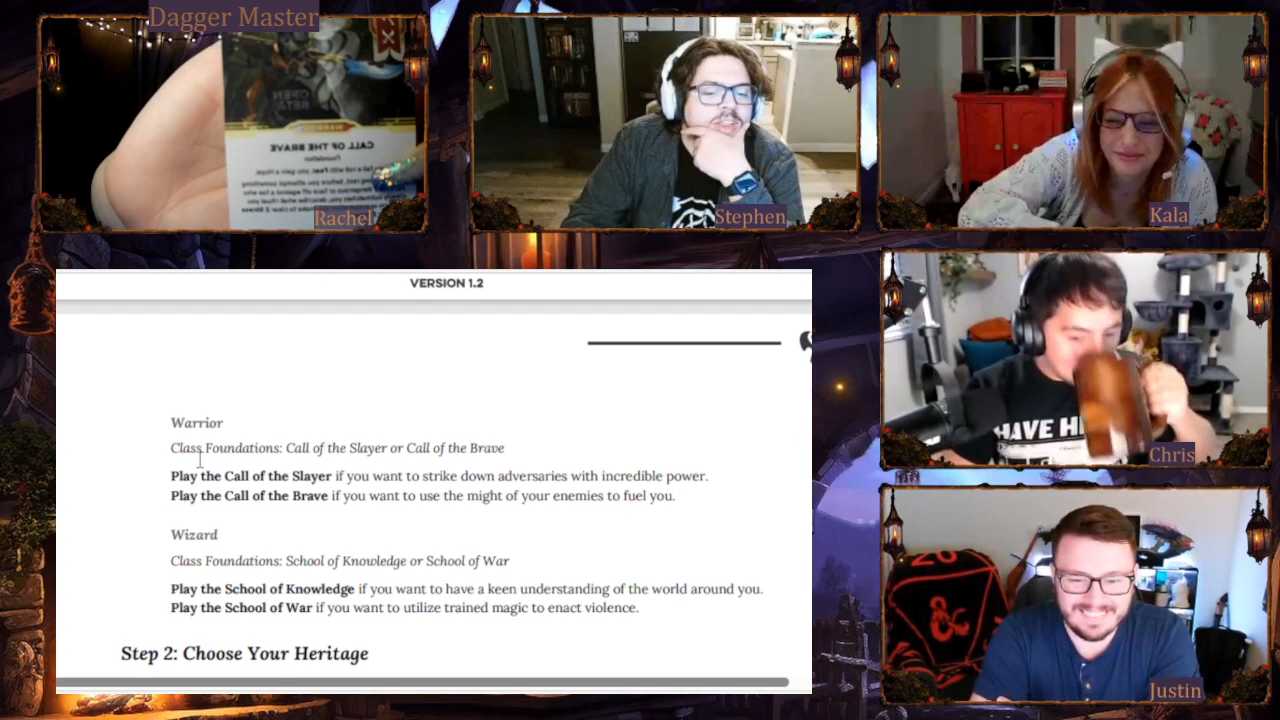 Dagger Master
OPEN
BETA
CALL OF THE BRAVE
Foundation
Rachel
Stephen
Kala
VERSION 1.2
Warrior
Class Foundations: Call of the Slayer or Call of the Brave
Play the Call of the Slayer if you want to strike down adversaries with incredible power.
Play the Call of the Brave if you want to use the might of your enemies to fuel you.
Wizard
Class Foundations: School of Knowledge or School of War
Play the School of Knowledge if you want to have a keen understanding of the world around you.
Play the School of War if you want to utilize trained magic to enact violence.
Step 2: Choose Your Heritage
HAVE
Chris
20
Justin